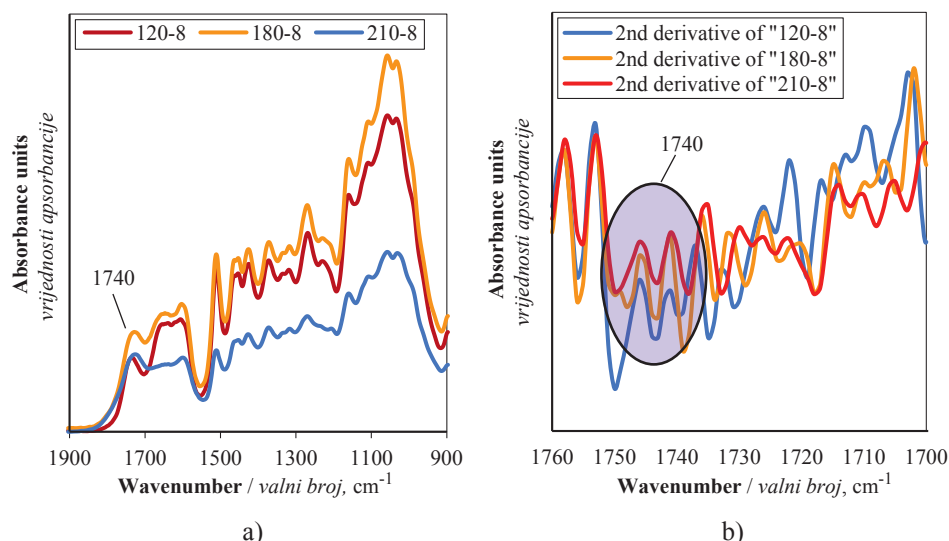 120-8 180-8 210-8
Absorbance units
vrijednosti apsorbancije
1740
1900 1700 1500 1300 1100 900
Wavenumber / valni broj, cm-1
a)
2nd derivative of "120-8"
2nd derivative of "180-8"
2nd derivative of "210-8"
Absorbance units
vrijednosti apsorbancije
1740
1760 1750 1740 1730 1720 1710 1700
Wavenumber / valni broj, cm-1
b)